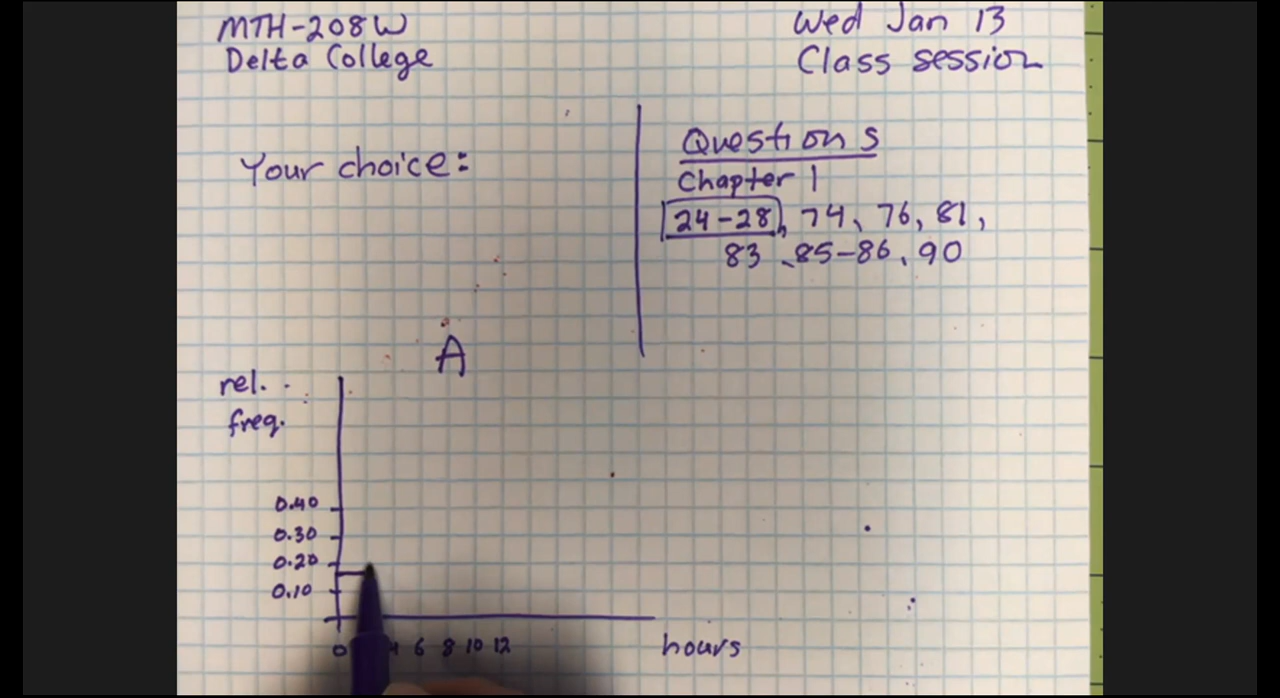 MTH-208W
Delta College
Wed Jan 13
Class session
Your choice:
Questions
Chapter 1
24-28, 74, 76, 81,
83, 85-86, 90
A
rel.
freq.
0.40
0.30
0.20
0.10
0 4 6 8 10 12
hours